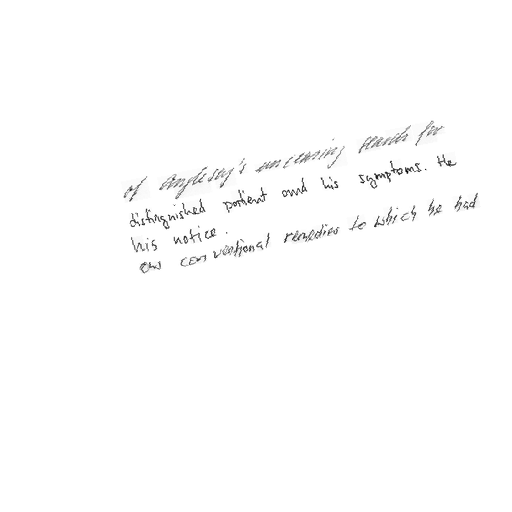 of Anglesey's unceasing search for
distinguished patient and his symptoms. He
his notice.
conventional remedies to which he had